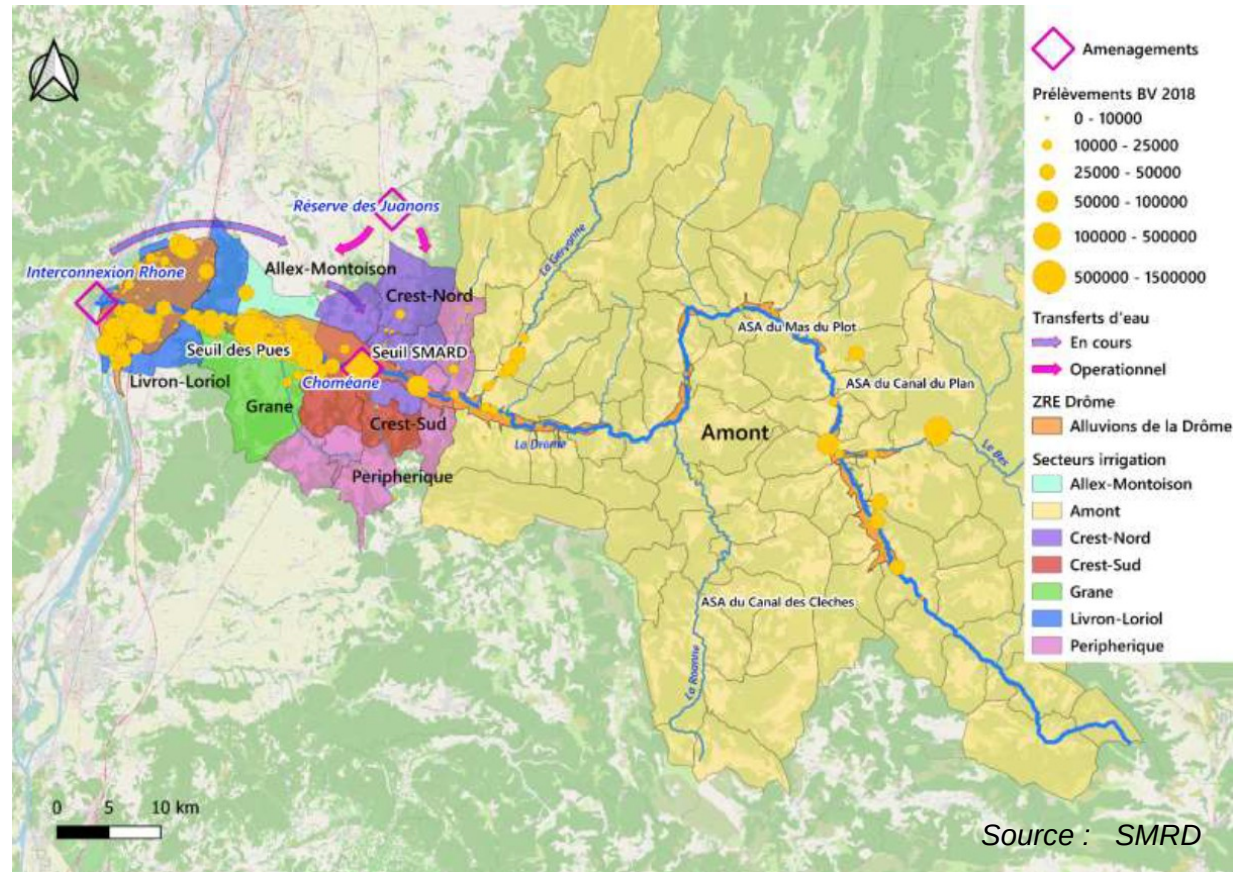 Réserve des Juanons
Interconnexion Rhone
Allex-Montoison
Crest-Nord
La Gervanne
Seuil des Pues
Seuil SMARD
Livron-Loriol
Choméane
Grane
Crest-Sud
Peripherique
La Drôme
ASA du Mas du Plot
ASA du Canal du Plan
Amont
Le Bes
ASA du Canal des Cleches
La Roanne
0 5 10 km
Amenagements
Prélèvements BV 2018
0 - 10000
10000 - 25000
25000 - 50000
50000 - 100000
100000 - 500000
500000 - 1500000
Transferts d'eau
En cours
Operationnel
ZRE Drôme
Alluvions de la Drôme
Secteurs irrigation
Allex-Montoison
Amont
Crest-Nord
Crest-Sud
Grane
Livron-Loriol
Peripherique
Source : SMRD